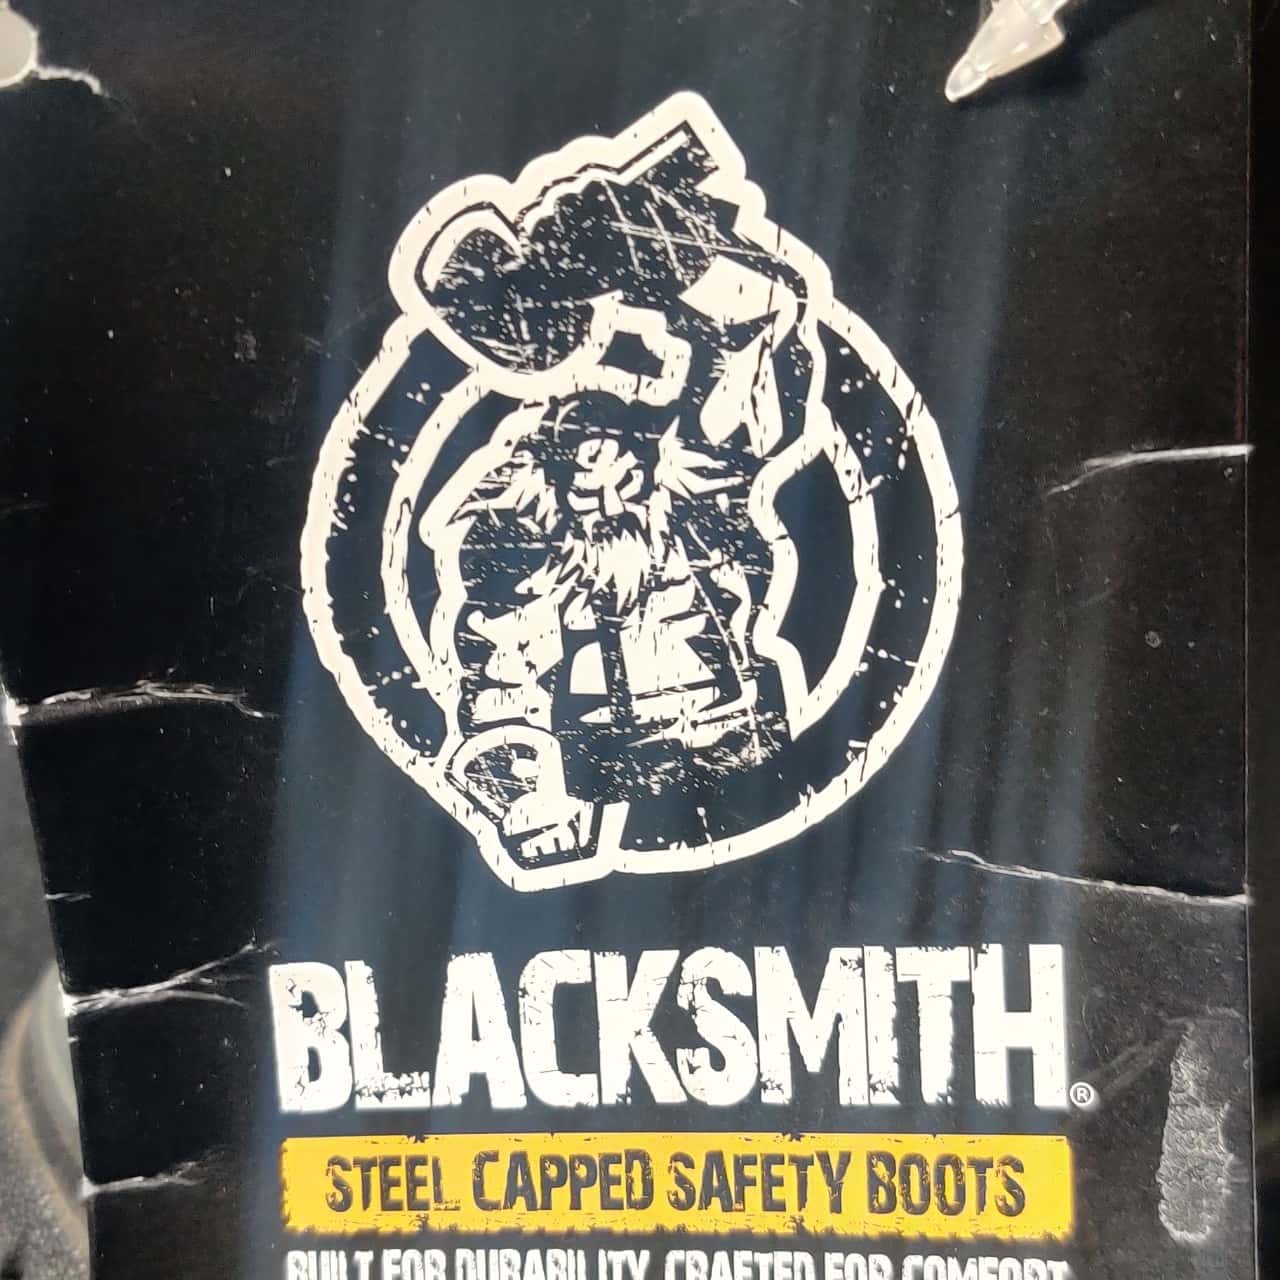 BLACKSMITH®
STEEL CAPPED SAFETY BOOTS
BUILT FOR DURABILITY, CRAFTED FOR COMFORT